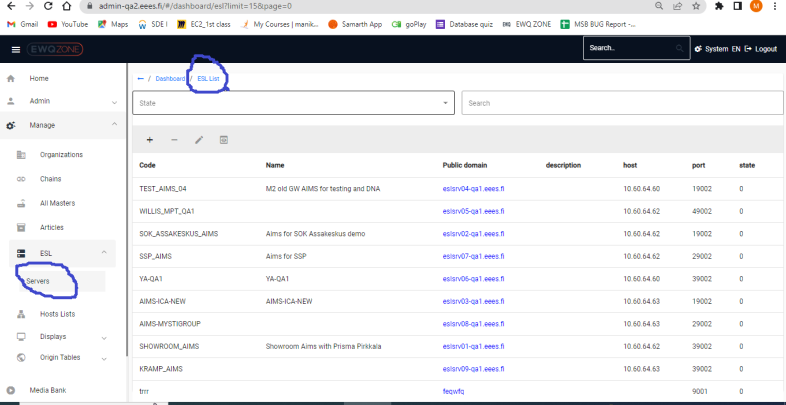 admin-qa2.eees.fi/#/dashboard/esl?limit=15&page=0
M
Gmail YouTube Maps SDE I EC2_1st class My Courses | manik... Samarth App goPlay Database quiz EWQ ZONE MSB BUG Report -...
EWQZONE Search.. System EN Logout
Home
← / Dashboard / ESL List
Admin
State Search
Manage
Organizations
Chains
All Masters
Articles
ESL
Servers
Hosts Lists
Displays
Origin Tables
Media Bank
Code Name Public domain description host port state
TEST_AIMS_04 M2 old GW AIMS for testing and DNA eslsrv04-qa1.eees.fi 10.60.64.60 19002 0
WILLIS_MPT_QA1 eslsrv05-qa1.eees.fi 10.60.64.62 49002 0
SOK_ASSAKESKUS_AIMS Aims for SOK Assakeskus demo eslsrv02-qa1.eees.fi 10.60.64.62 19002 0
SSP_AIMS Aims for SSP eslsrv07-qa1.eees.fi 10.60.64.62 29002 0
YA-QA1 YA-QA1 eslsrv06-qa1.eees.fi 10.60.64.60 39002 0
AIMS-ICA-NEW AIMS-ICA-NEW eslsrv03-qa1.eees.fi 10.60.64.63 19002 0
AIMS-MYSTIGROUP eslsrv08-qa1.eees.fi 10.60.64.63 29002 0
SHOWROOM_AIMS Showroom Aims with Prisma Pirkkala eslsrv01-qa1.eees.fi 10.60.64.62 39002 0
KRAMP_AIMS eslsrv09-qa1.eees.fi 10.60.64.63 39002 0
trrr feqwfq 9001 0